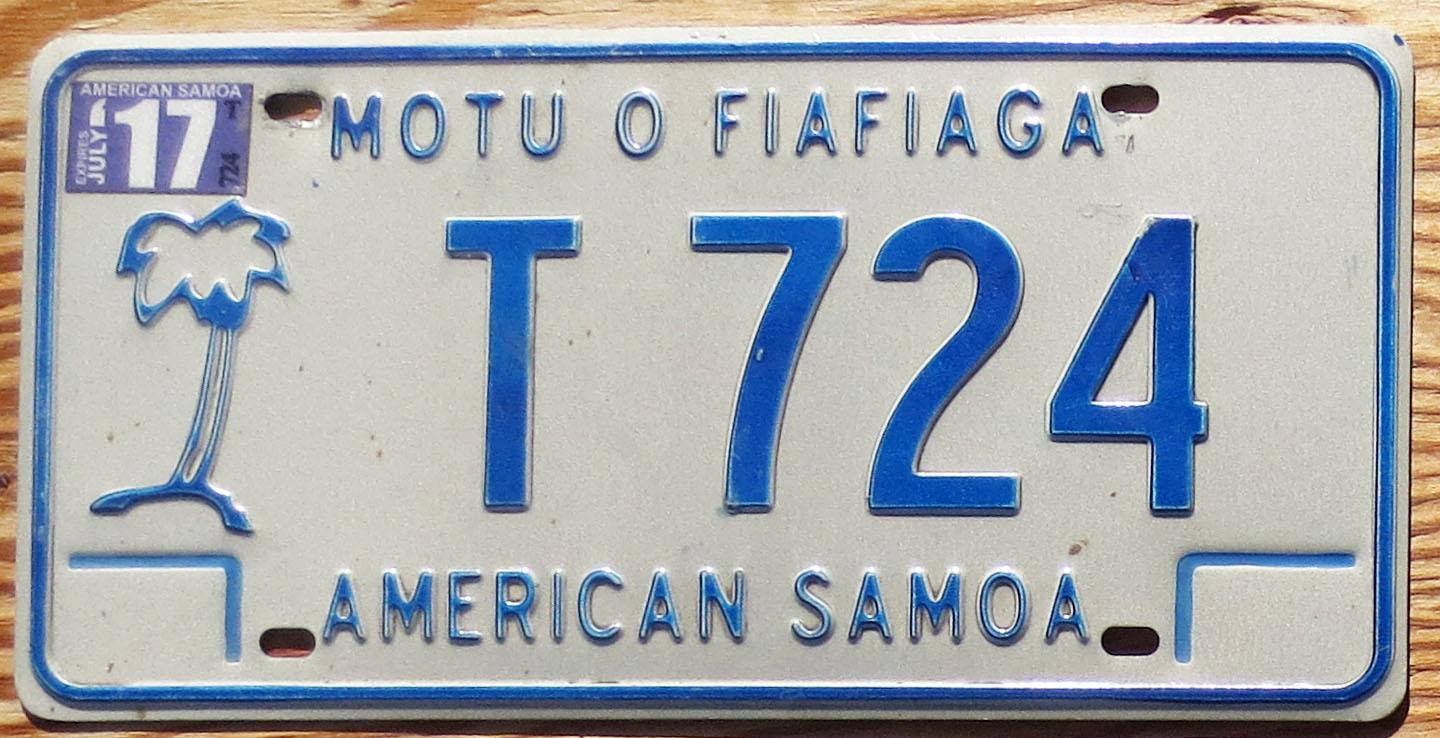 AMERICAN SAMOA
EXPIRES
JULY
17
T
724
MOTU O FIAFIAGA
T 724
AMERICAN SAMOA